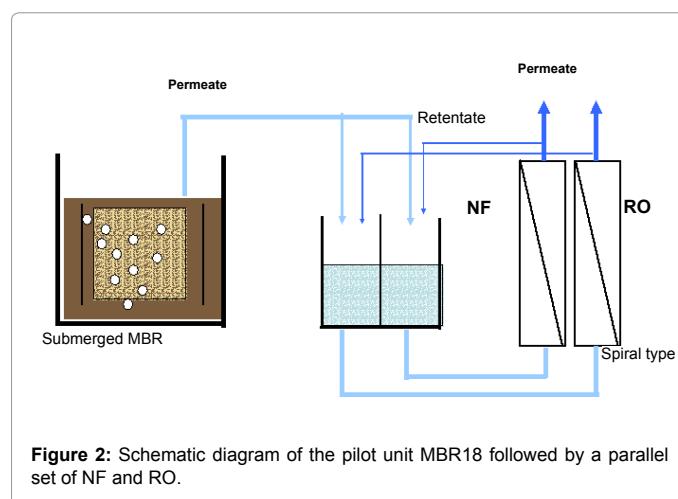 Permeate
Permeate
Retentate
NF
RO
Submerged MBR
Spiral type
Figure 2: Schematic diagram of the pilot unit MBR18 followed by a parallel
set of NF and RO.